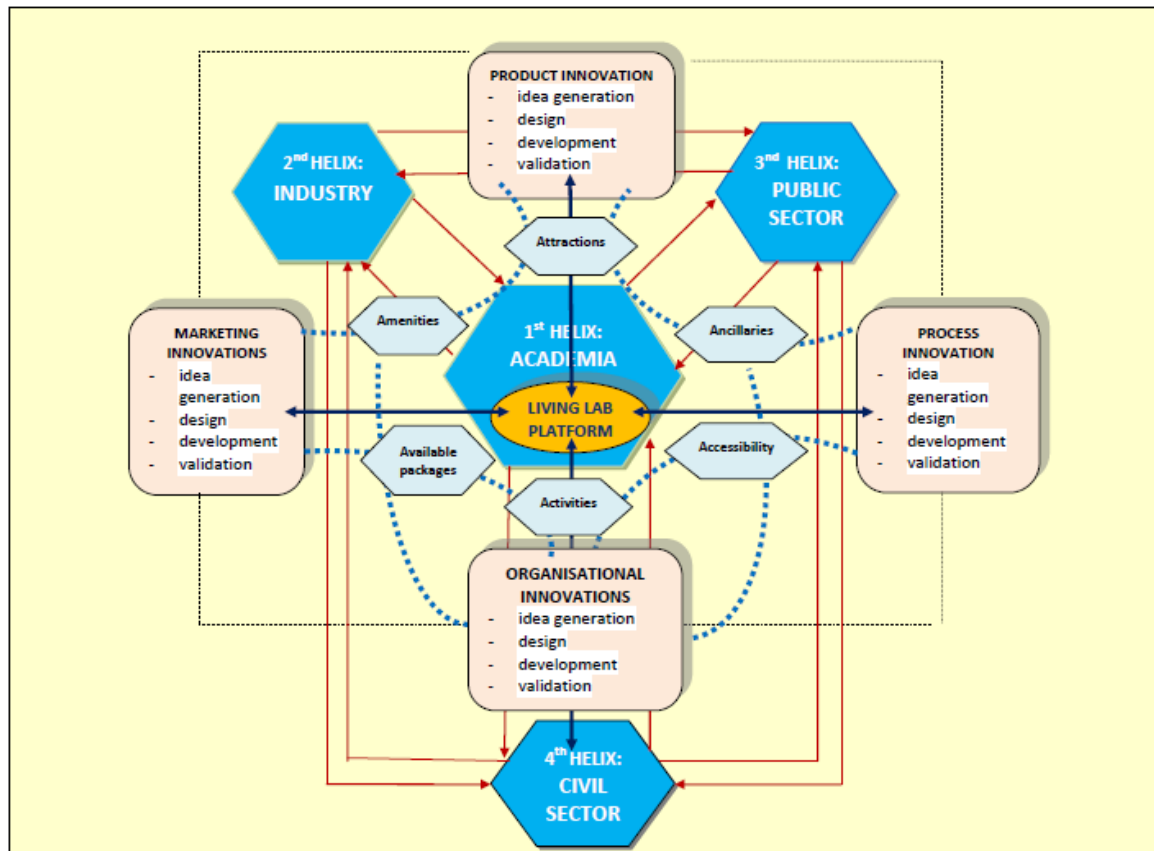 PRODUCT INNOVATION
- idea generation
- design
- development
- validation
2nd HELIX:
INDUSTRY
3nd HELIX:
PUBLIC
SECTOR
Attractions
Amenities
Ancillaries
1st HELIX:
ACADEMIA
MARKETING
INNOVATIONS
- idea
generation
- design
- development
- validation
PROCESS
INNOVATION
- idea
generation
- design
- development
- validation
LIVING LAB
PLATFORM
Available
packages
Accessibility
Activities
ORGANISATIONAL
INNOVATIONS
- idea generation
- design
- development
- validation
4th HELIX:
CIVIL
SECTOR